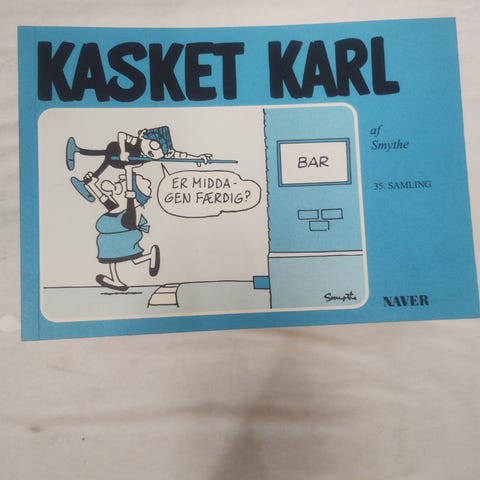 KASKET KARL
af
Smythe
35. SAMLING
BAR
ER MIDDA-
GEN FÆRDIG?
Smythe
NAVER